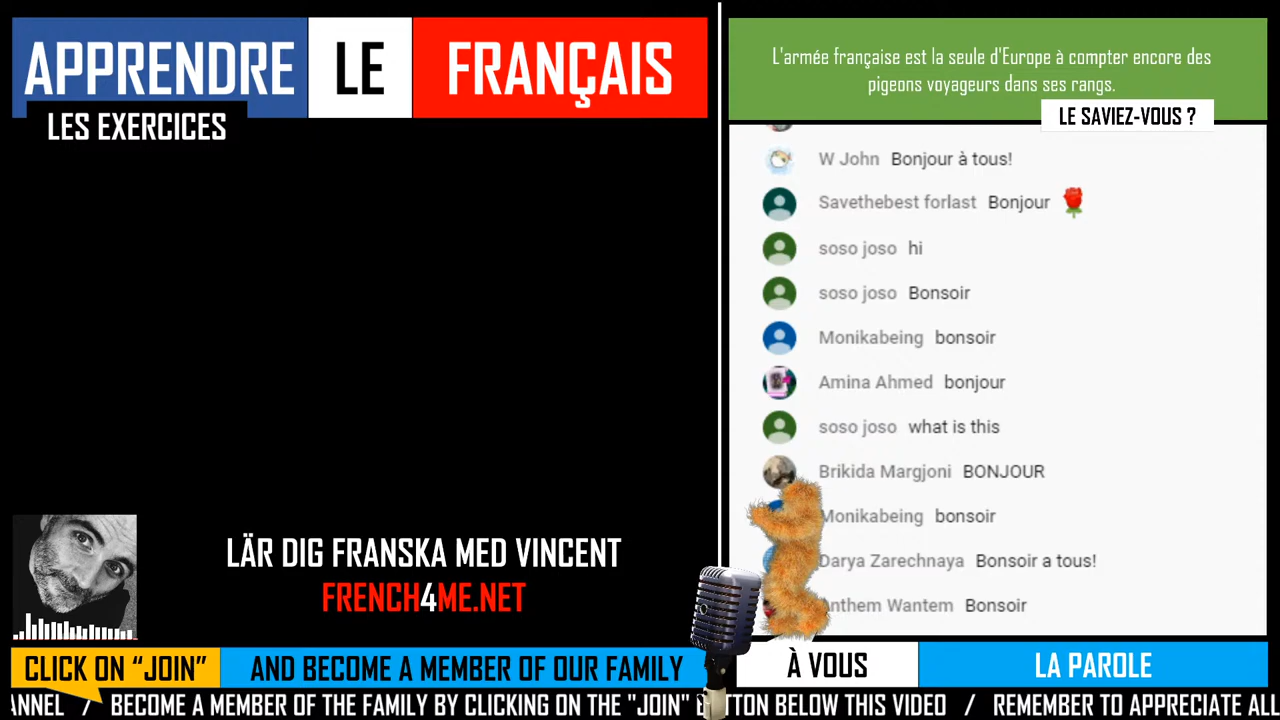 APPRENDRE LE FRANÇAIS
LES EXERCICES
L'armée française est la seule d'Europe à compter encore des
pigeons voyageurs dans ses rangs.
LE SAVIEZ-VOUS ?
W John Bonjour à tous!
Savethebest forlast Bonjour
soso joso hi
soso joso Bonsoir
Monikabeing bonsoir
Amina Ahmed bonjour
soso joso what is this
Brikida Margjoni BONJOUR
Monikabeing bonsoir
Darya Zarechnaya Bonsoir a tous!
Anthem Wantem Bonsoir
LÄR DIG FRANSKA MED VINCENT
FRENCH4ME.NET
CLICK ON “JOIN” AND BECOME A MEMBER OF OUR FAMILY
À VOUS LA PAROLE
ANNEL / BECOME A MEMBER OF THE FAMILY BY CLICKING ON THE "JOIN" BUTTON BELOW THIS VIDEO / REMEMBER TO APPRECIATE ALL